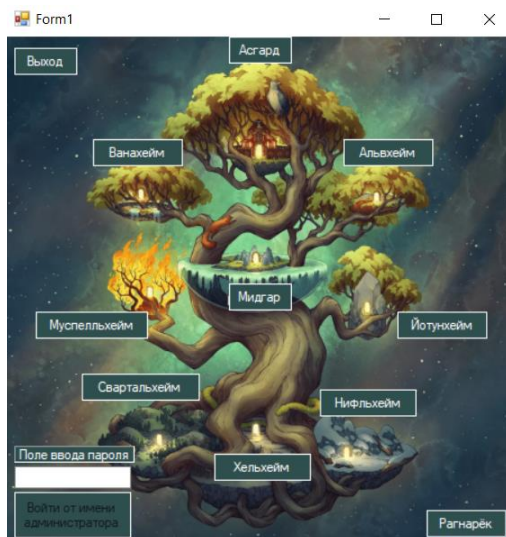 Form1
Асгард
Выход
Ванахейм
Альвхейм
Мидгар
Муспелльхейм
Йотунхейм
Свартальхейм
Нифльхейм
Поле ввода пароля
Хельхейм
Войти от имени
администратора
Рагнарёк